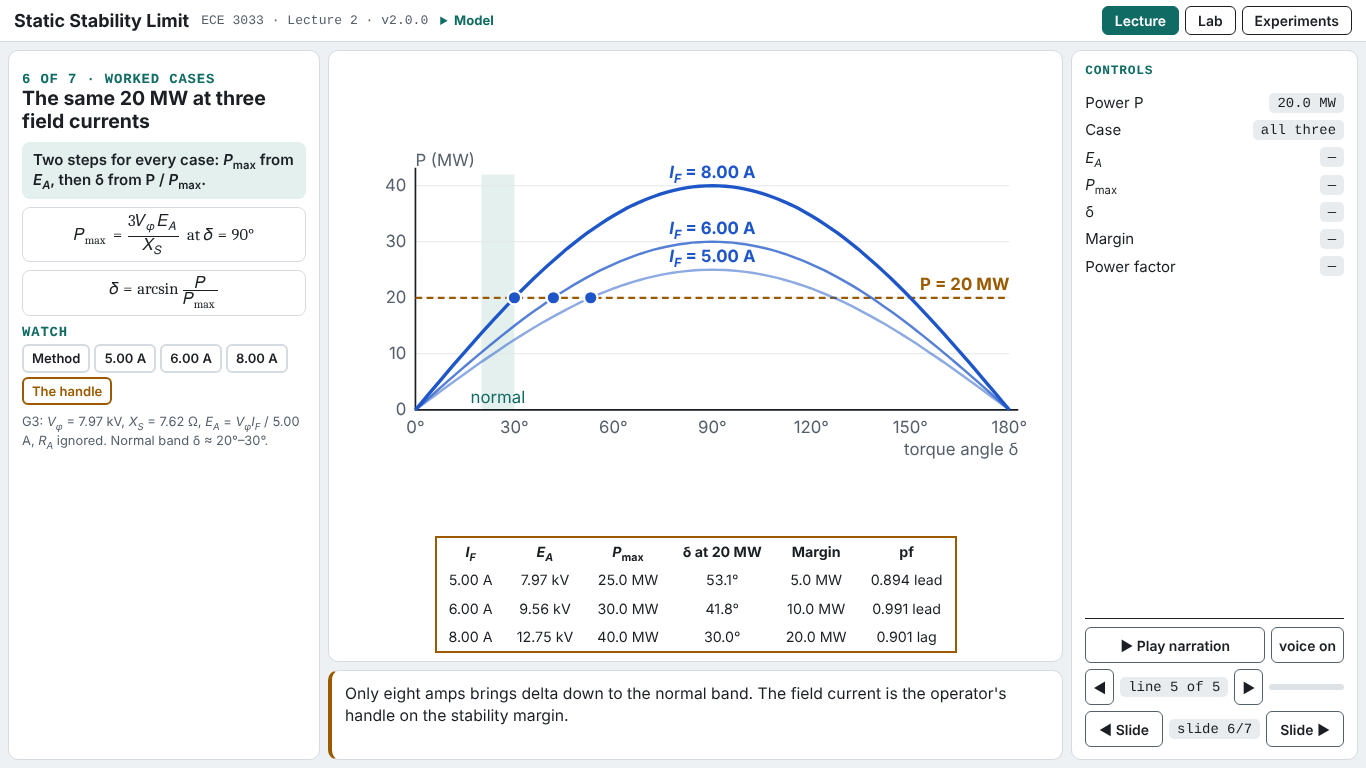 Static Stability Limit ECE 3033 · Lecture 2 · v2.0.0 ▶ Model
Lecture Lab Experiments
6 OF 7 · WORKED CASES
The same 20 MW at three
field currents
Two steps for every case: Pmax from
EA, then δ from P / Pmax.
Pmax = 3VφEA / XS at δ = 90°
δ = arcsin P / Pmax
WATCH
Method 5.00 A 6.00 A 8.00 A
The handle
G3: Vφ = 7.97 kV, XS = 7.62 Ω, EA = VφIF / 5.00
A, RA ignored. Normal band δ ≈ 20°–30°.
P (MW)
IF = 8.00 A
40
IF = 6.00 A
30
IF = 5.00 A
P = 20 MW
20
10
normal
0
0° 30° 60° 90° 120° 150° 180°
torque angle δ
IF EA Pmax δ at 20 MW Margin pf
5.00 A 7.97 kV 25.0 MW 53.1° 5.0 MW 0.894 lead
6.00 A 9.56 kV 30.0 MW 41.8° 10.0 MW 0.991 lead
8.00 A 12.75 kV 40.0 MW 30.0° 20.0 MW 0.901 lag
Only eight amps brings delta down to the normal band. The field current is the operator's
handle on the stability margin.
CONTROLS
Power P 20.0 MW
Case all three
EA —
Pmax —
δ —
Margin —
Power factor —
▶ Play narration voice on
◀ line 5 of 5 ▶
◀ Slide slide 6/7 Slide ▶